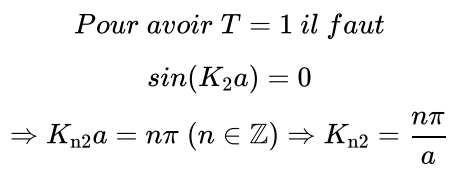 Pour avoir T = 1 il faut
sin(K₂a) = 0
⇒ Kₙ₂a = nπ (n ∈ ℤ) ⇒ Kₙ₂ = nπ/a